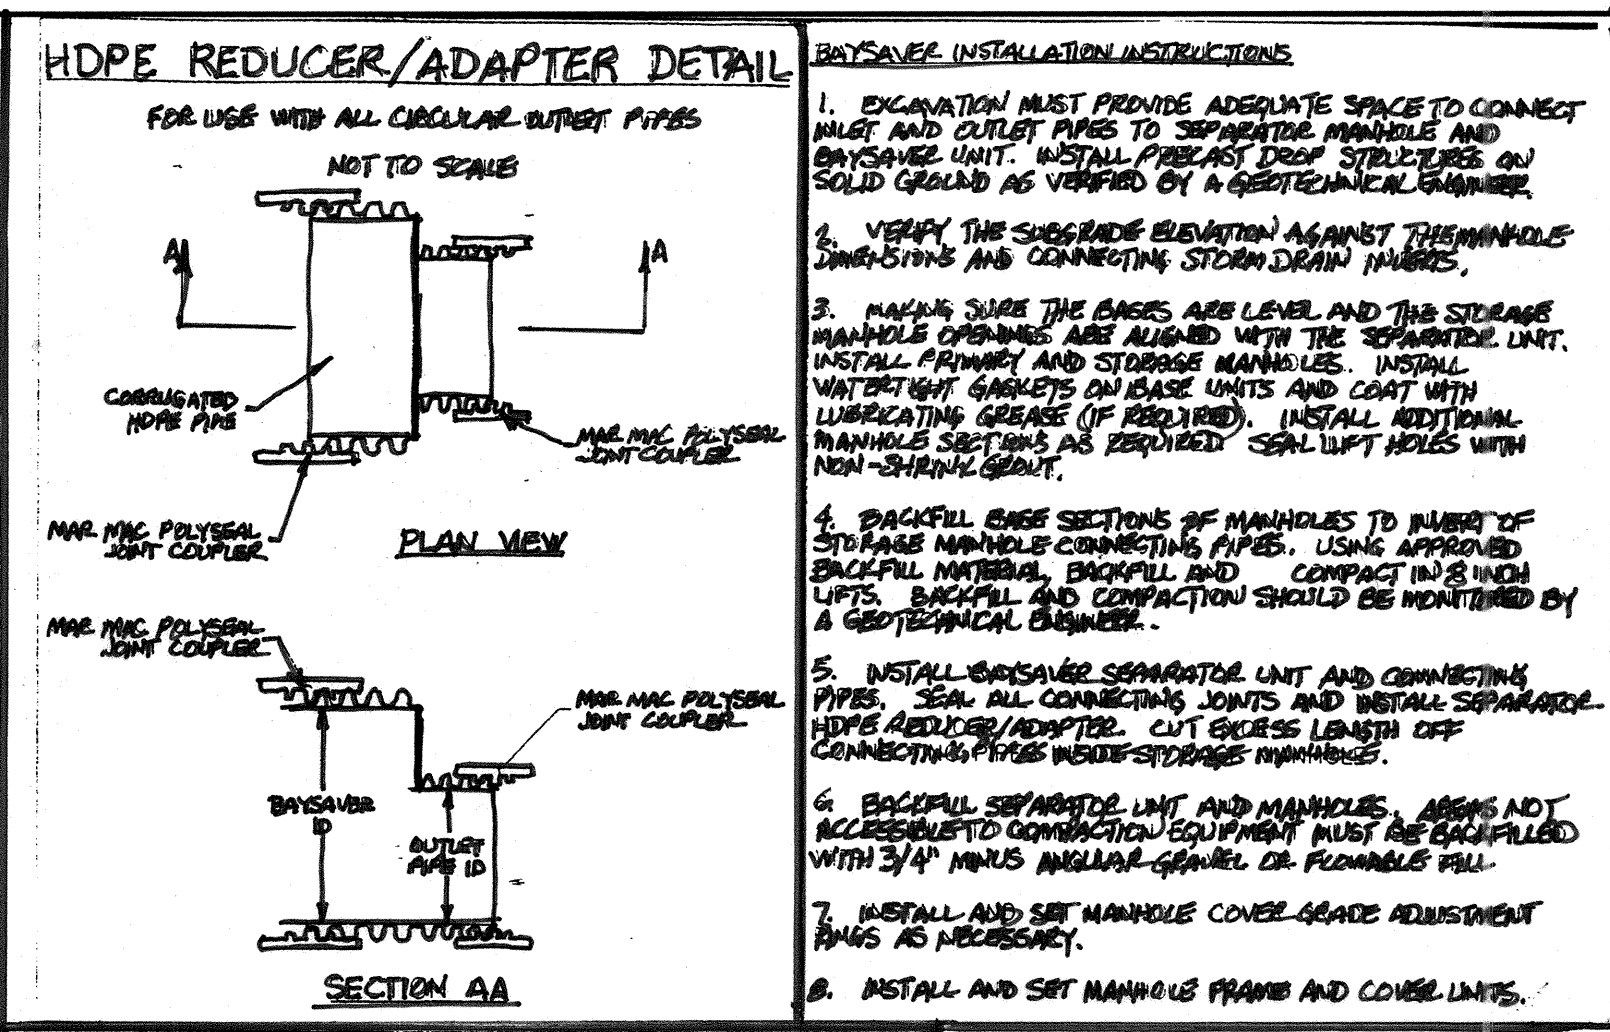 HDPE REDUCER/ADAPTER DETAIL
FOR USE WITH ALL CIRCULAR OUTLET PIPES
NOT TO SCALE
A
A
CORRUGATED
HDPE PIPE
MAR MAC POLYSEAL
JOINT COUPLER
MAR MAC POLYSEAL
JOINT COUPLER
PLAN VIEW
MAR MAC POLYSEAL
JOINT COUPLER
MAR MAC POLYSEAL
JOINT COUPLER
BAYSAVER
ID
OUTLET
PIPE ID
SECTION AA
BAYSAVER INSTALLATION INSTRUCTIONS
1. EXCAVATION MUST PROVIDE ADEQUATE SPACE TO CONNECT
INLET AND OUTLET PIPES TO SEPARATOR MANHOLE AND
BAYSAVER UNIT. INSTALL PRECAST DROP STRUCTURES ON
SOLID GROUND AS VERIFIED BY A GEOTECHNICAL ENGINEER.
2. VERIFY THE SUBGRADE ELEVATION AGAINST THE MANHOLE
DIMENSIONS AND CONNECTING STORM DRAIN INVERTS.
3. MAKING SURE THE BASES ARE LEVEL AND THE STORAGE
MANHOLE OPENINGS ARE ALIGNED WITH THE SEPARATOR UNIT.
INSTALL PRIMARY AND STORAGE MANHOLES. INSTALL
WATERTIGHT GASKETS ON BASE UNITS AND COAT WITH
LUBRICATING GREASE (IF REQUIRED). INSTALL ADDITIONAL
MANHOLE SECTIONS AS REQUIRED. SEAL LIFT HOLES WITH
NON-SHRINK GROUT.
4. BACKFILL BASE SECTIONS OF MANHOLES TO INVERT OF
STORAGE MANHOLE CONNECTING PIPES. USING APPROVED
BACKFILL MATERIAL, BACKFILL AND COMPACT IN 8 INCH
LIFTS. BACKFILL AND COMPACTION SHOULD BE MONITORED BY
A GEOTECHNICAL ENGINEER.
5. INSTALL BAYSAVER SEPARATOR UNIT AND CONNECTING
PIPES. SEAL ALL CONNECTING JOINTS AND INSTALL SEPARATOR
HDPE REDUCER/ADAPTER. CUT EXCESS LENGTH OFF
CONNECTING PIPES INSIDE STORAGE MANHOLE.
6. BACKFILL SEPARATOR UNIT AND MANHOLES. AREAS NOT
ACCESSIBLE TO COMPACTION EQUIPMENT MUST BE BACKFILLED
WITH 3/4" MINUS ANGULAR GRAVEL OR FLOWABLE FILL
7. INSTALL AND SET MANHOLE COVER GRADE ADJUSTMENT
RINGS AS NECESSARY.
8. INSTALL AND SET MANHOLE FRAME AND COVER UNITS.